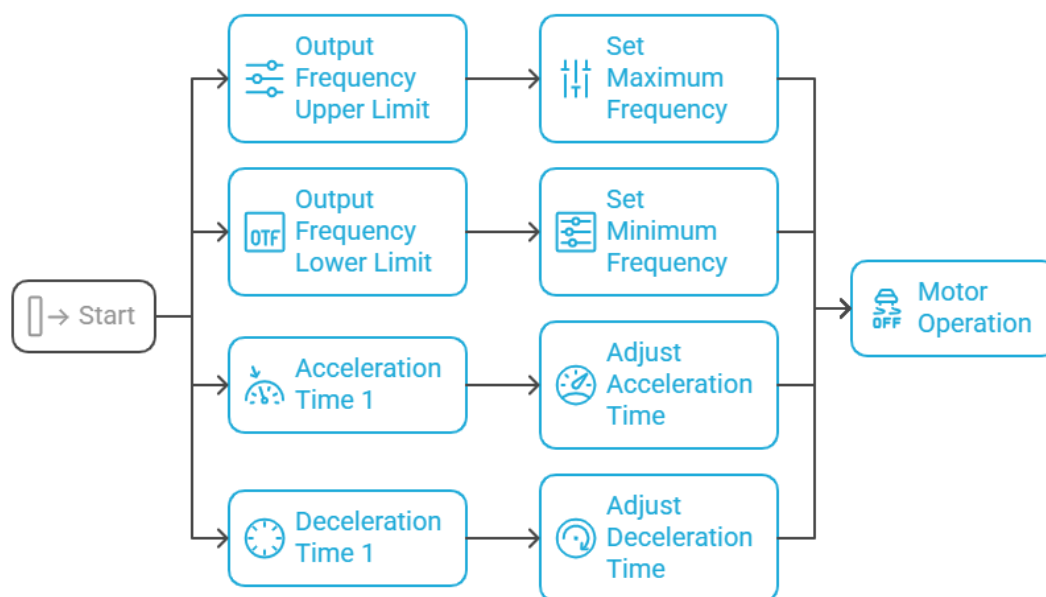 Output
Frequency
Upper Limit
Set
Maximum
Frequency
Output
Frequency
Lower Limit
OTF
Set
Minimum
Frequency
Start
Motor
Operation
OFF
Acceleration
Time 1
Adjust
Acceleration
Time
Deceleration
Time 1
Adjust
Deceleration
Time